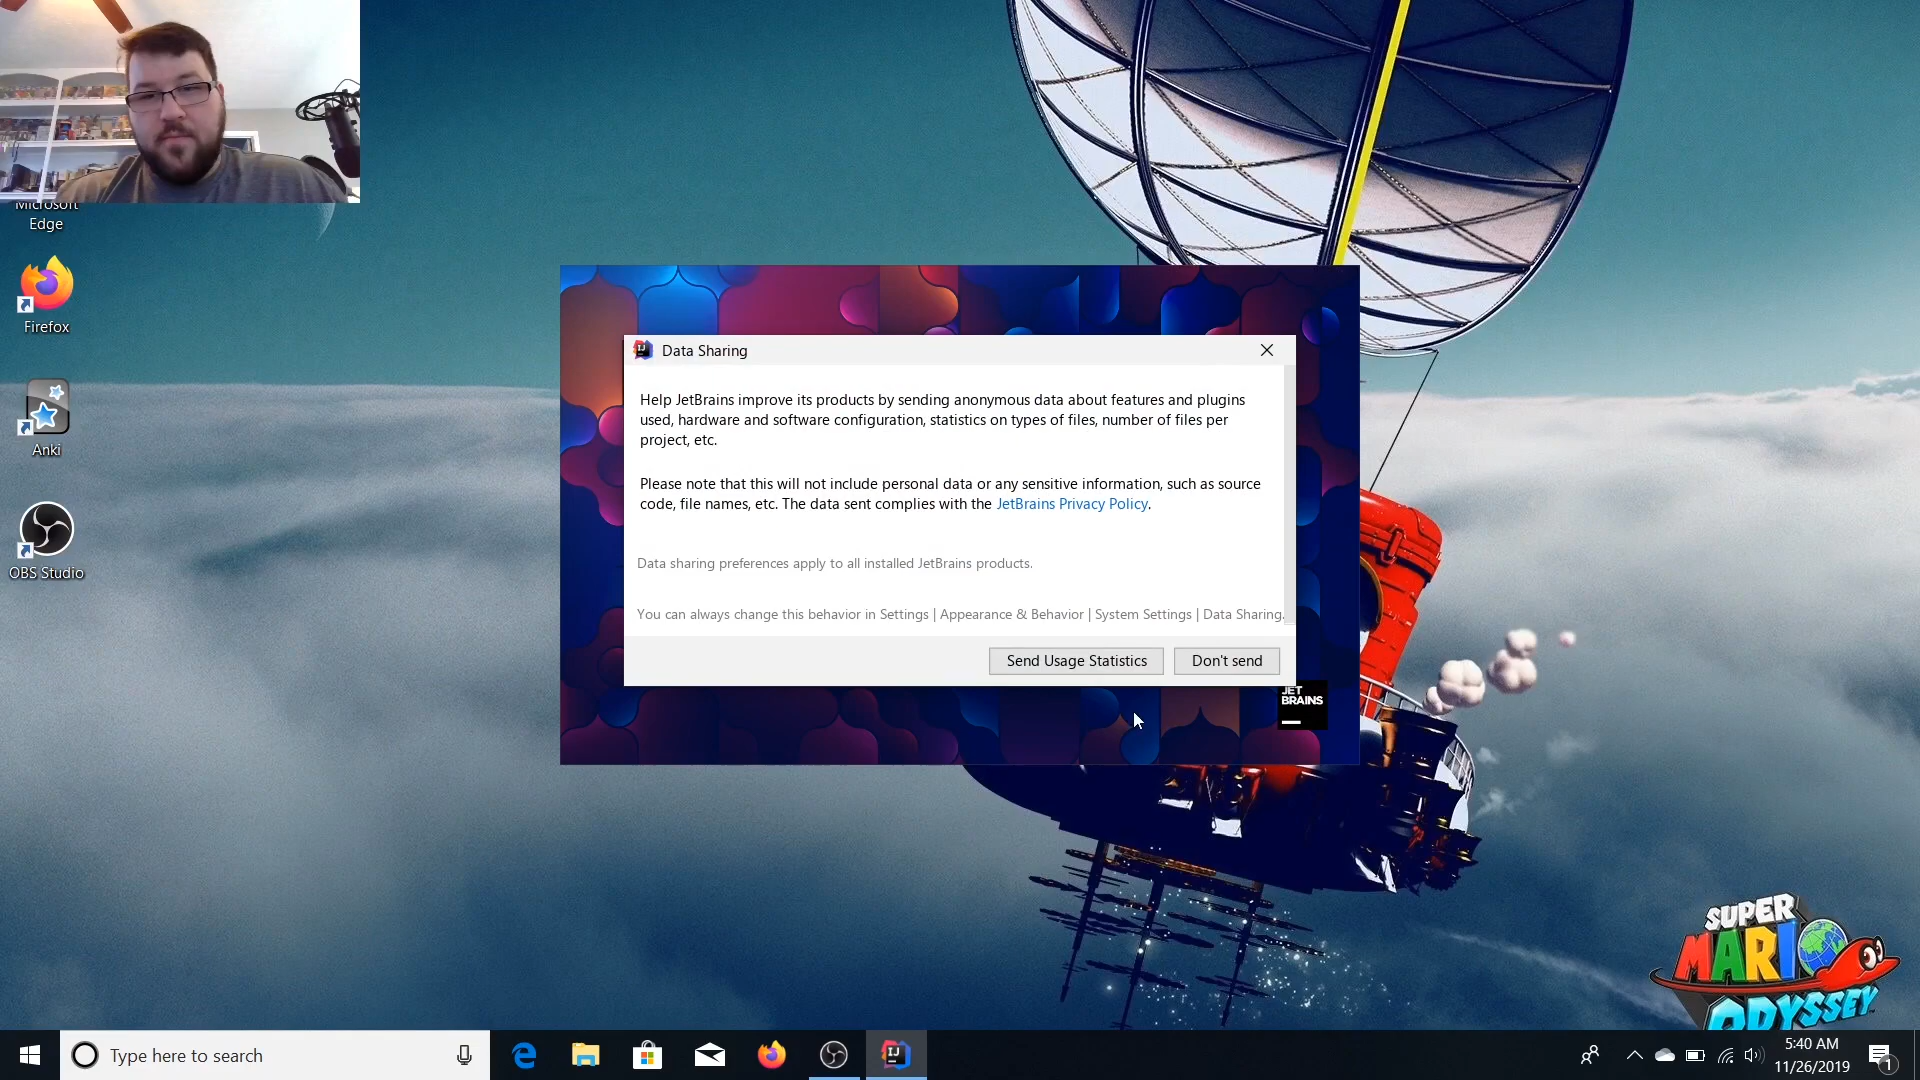 Microsoft
Edge
Firefox
Anki
OBS Studio
IJ
Data Sharing
Help JetBrains improve its products by sending anonymous data about features and plugins
used, hardware and software configuration, statistics on types of files, number of files per
project, etc.
Please note that this will not include personal data or any sensitive information, such as source
code, file names, etc. The data sent complies with the JetBrains Privacy Policy.
Data sharing preferences apply to all installed JetBrains products.
You can always change this behavior in Settings | Appearance & Behavior | System Settings | Data Sharing.
Send Usage Statistics
Don't send
JET
BRAINS
SUPER
MARIO
ODYSSEY
Type here to search
IJ
5:40 AM
11/26/2019
1